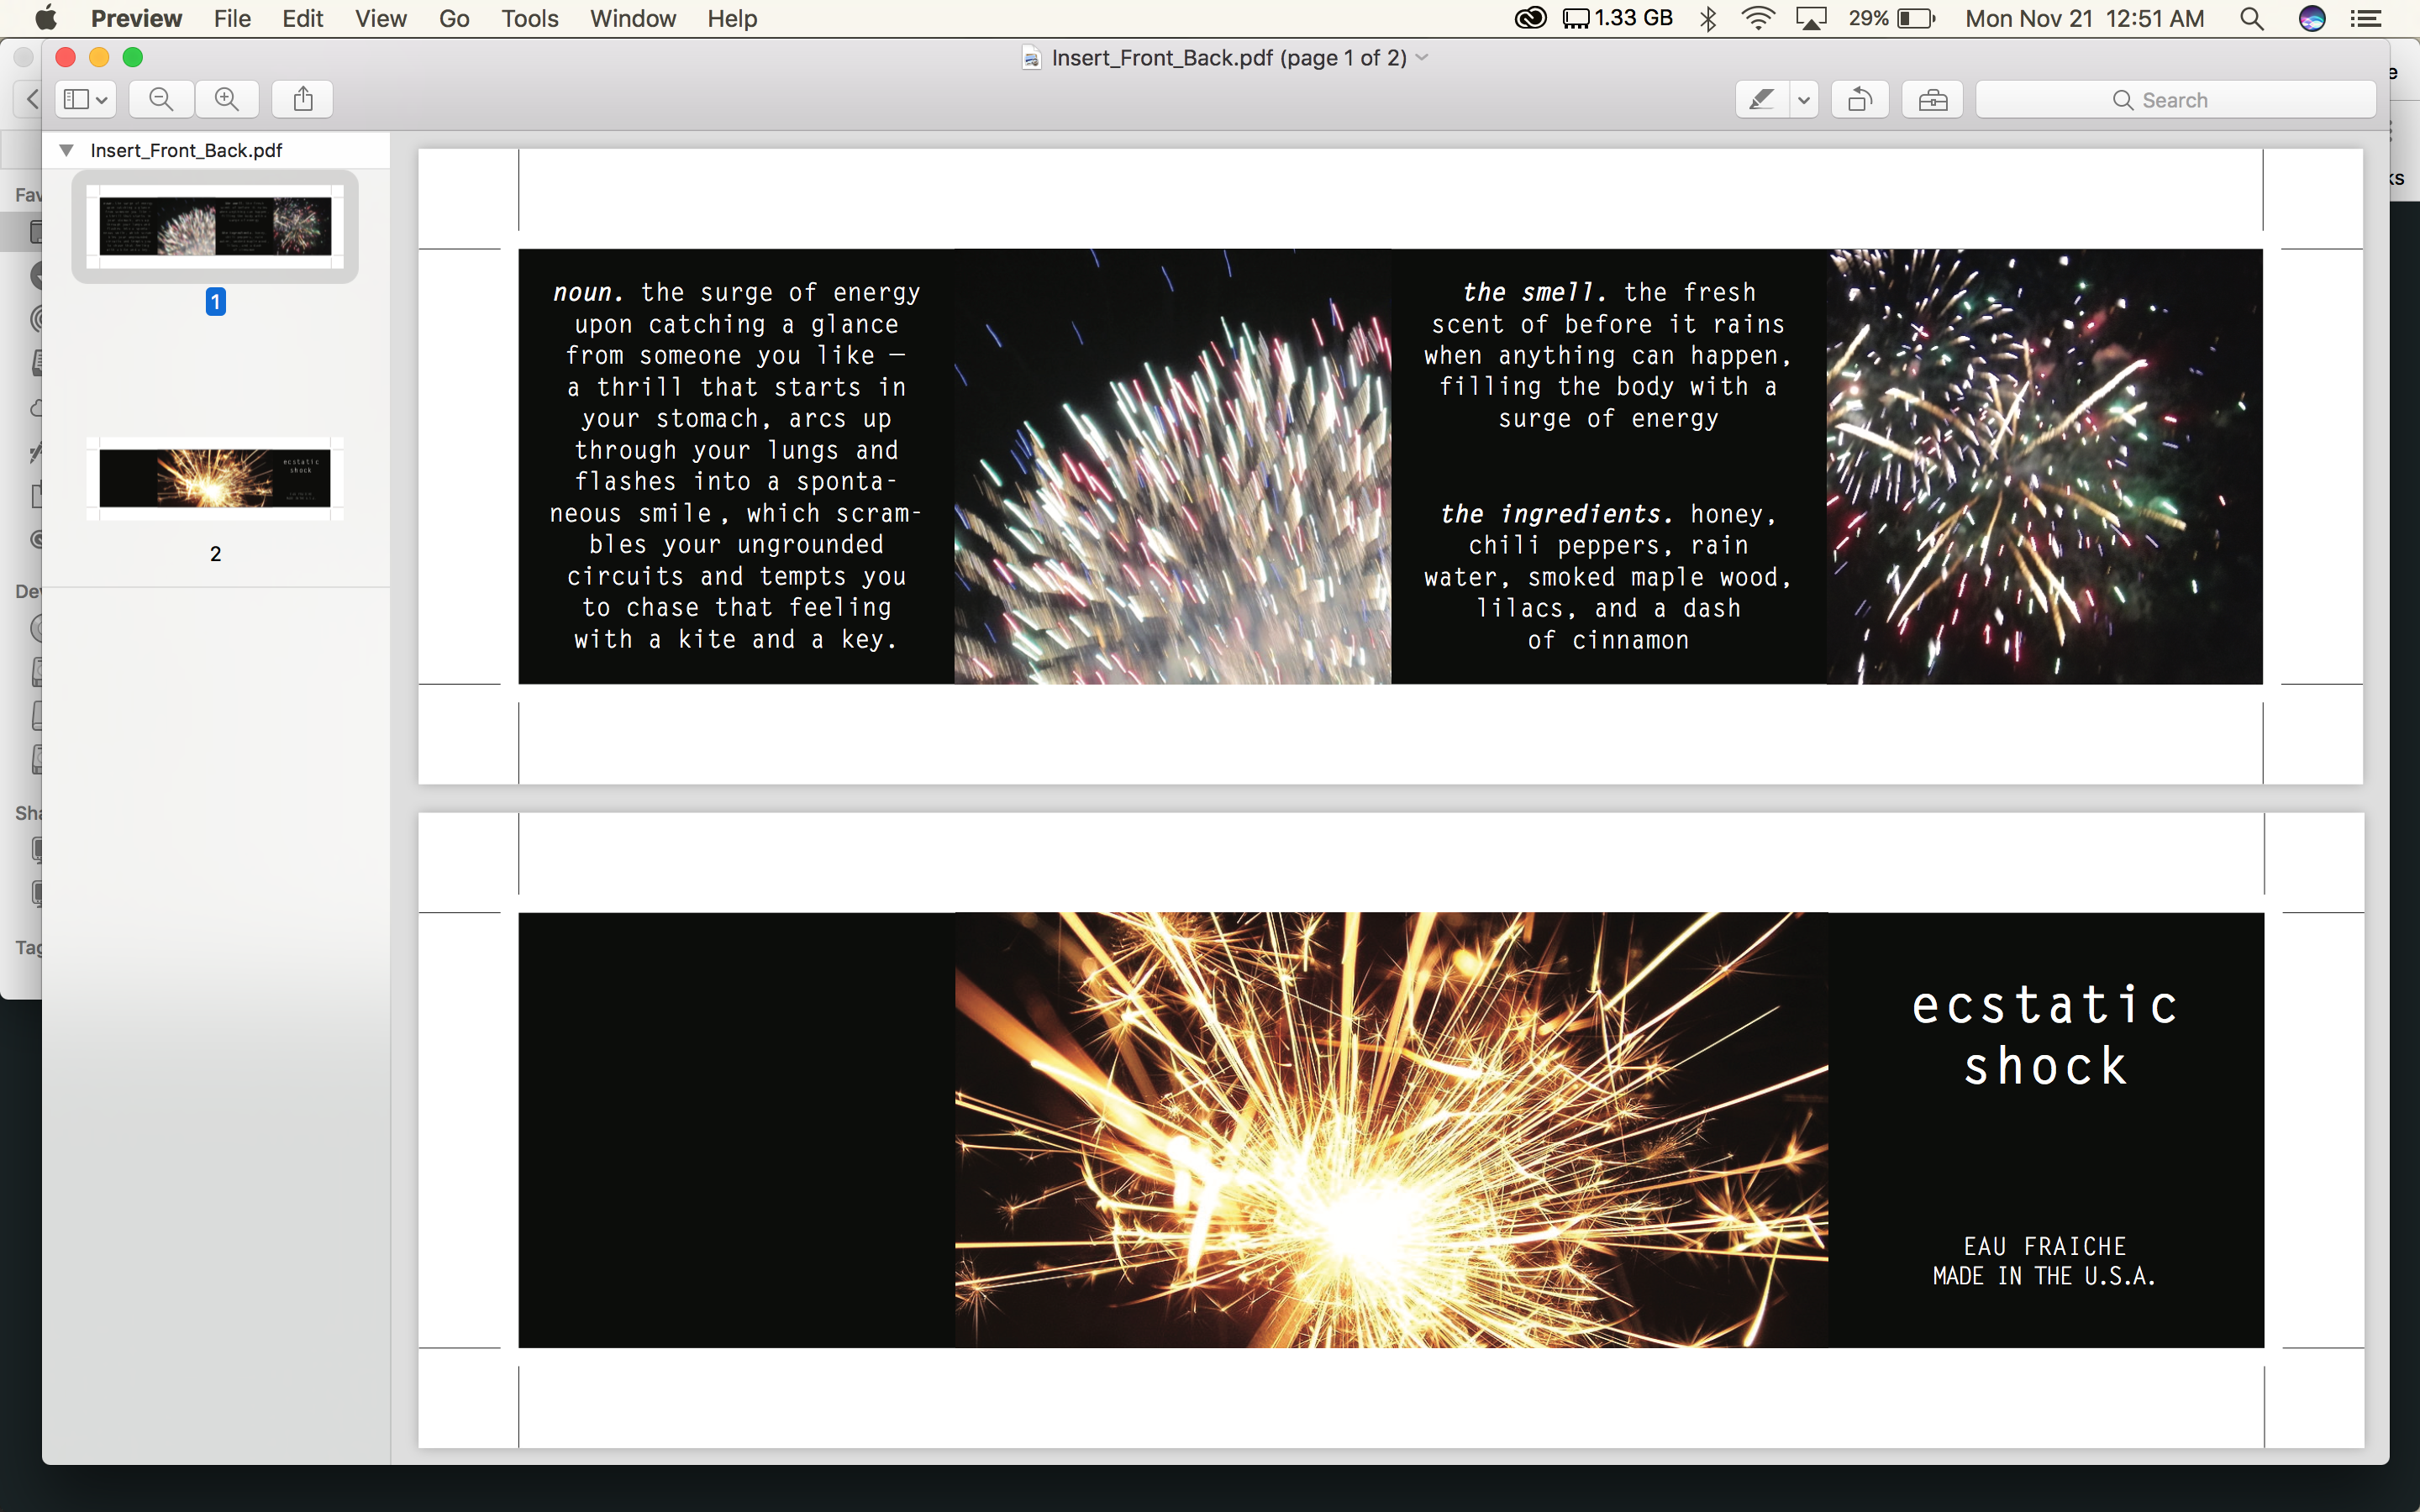 Preview File Edit View Go Tools Window Help 1.33 GB 29% Mon Nov 21 12:51 AM
Insert_Front_Back.pdf (page 1 of 2)
Search
Insert_Front_Back.pdf
1
2
Fav
Dev
Sha
Tag
e
ks
noun. the surge of energy
upon catching a glance
from someone you like —
a thrill that starts in
your stomach, arcs up
through your lungs and
flashes into a sponta-
neous smile, which scram-
bles your ungrounded
circuits and tempts you
to chase that feeling
with a kite and a key.
the smell. the fresh
scent of before it rains
when anything can happen,
filling the body with a
surge of energy
the ingredients. honey,
chili peppers, rain
water, smoked maple wood,
lilacs, and a dash
of cinnamon
ecstatic
shock
EAU FRAICHE
MADE IN THE U.S.A.